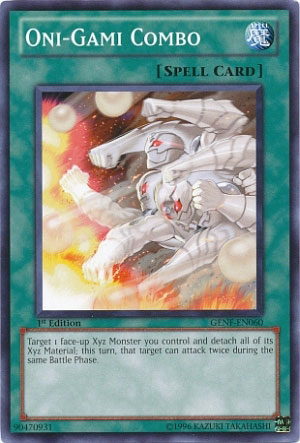 ONI-GAMI COMBO
[SPELL CARD]
1st Edition
GENF-EN060
Target 1 face-up Xyz Monster you control and detach all of its
Xyz Material; this turn, that target can attack twice during the
same Battle Phase.
90470931
©1996 KAZUKI TAKAHASHI